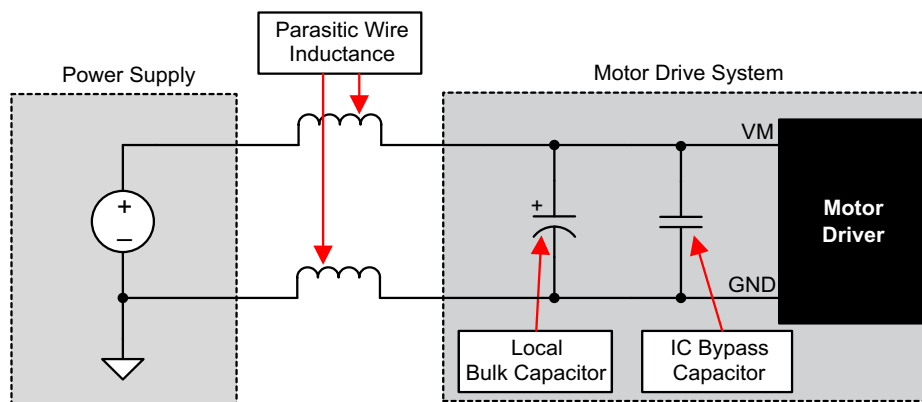 Parasitic Wire
Inductance
Power Supply
Motor Drive System
VM
+
+
–
Motor
Driver
GND
Local
Bulk Capacitor
IC Bypass
Capacitor